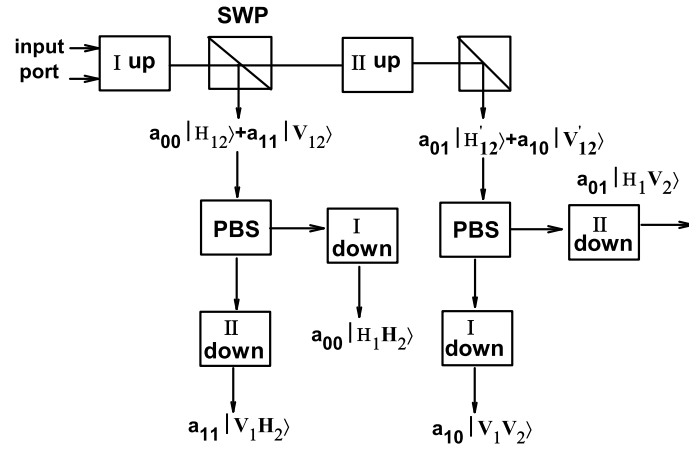 SWP
input
port
I up
II up
a₀₀|H₁₂⟩+a₁₁|V₁₂⟩
a₀₁|H'₁₂⟩+a₁₀|V'₁₂⟩
a₀₁|H₁V₂⟩
PBS
I
down
PBS
II
down
II
down
a₀₀|H₁H₂⟩
I
down
a₁₁|V₁H₂⟩
a₁₀|V₁V₂⟩